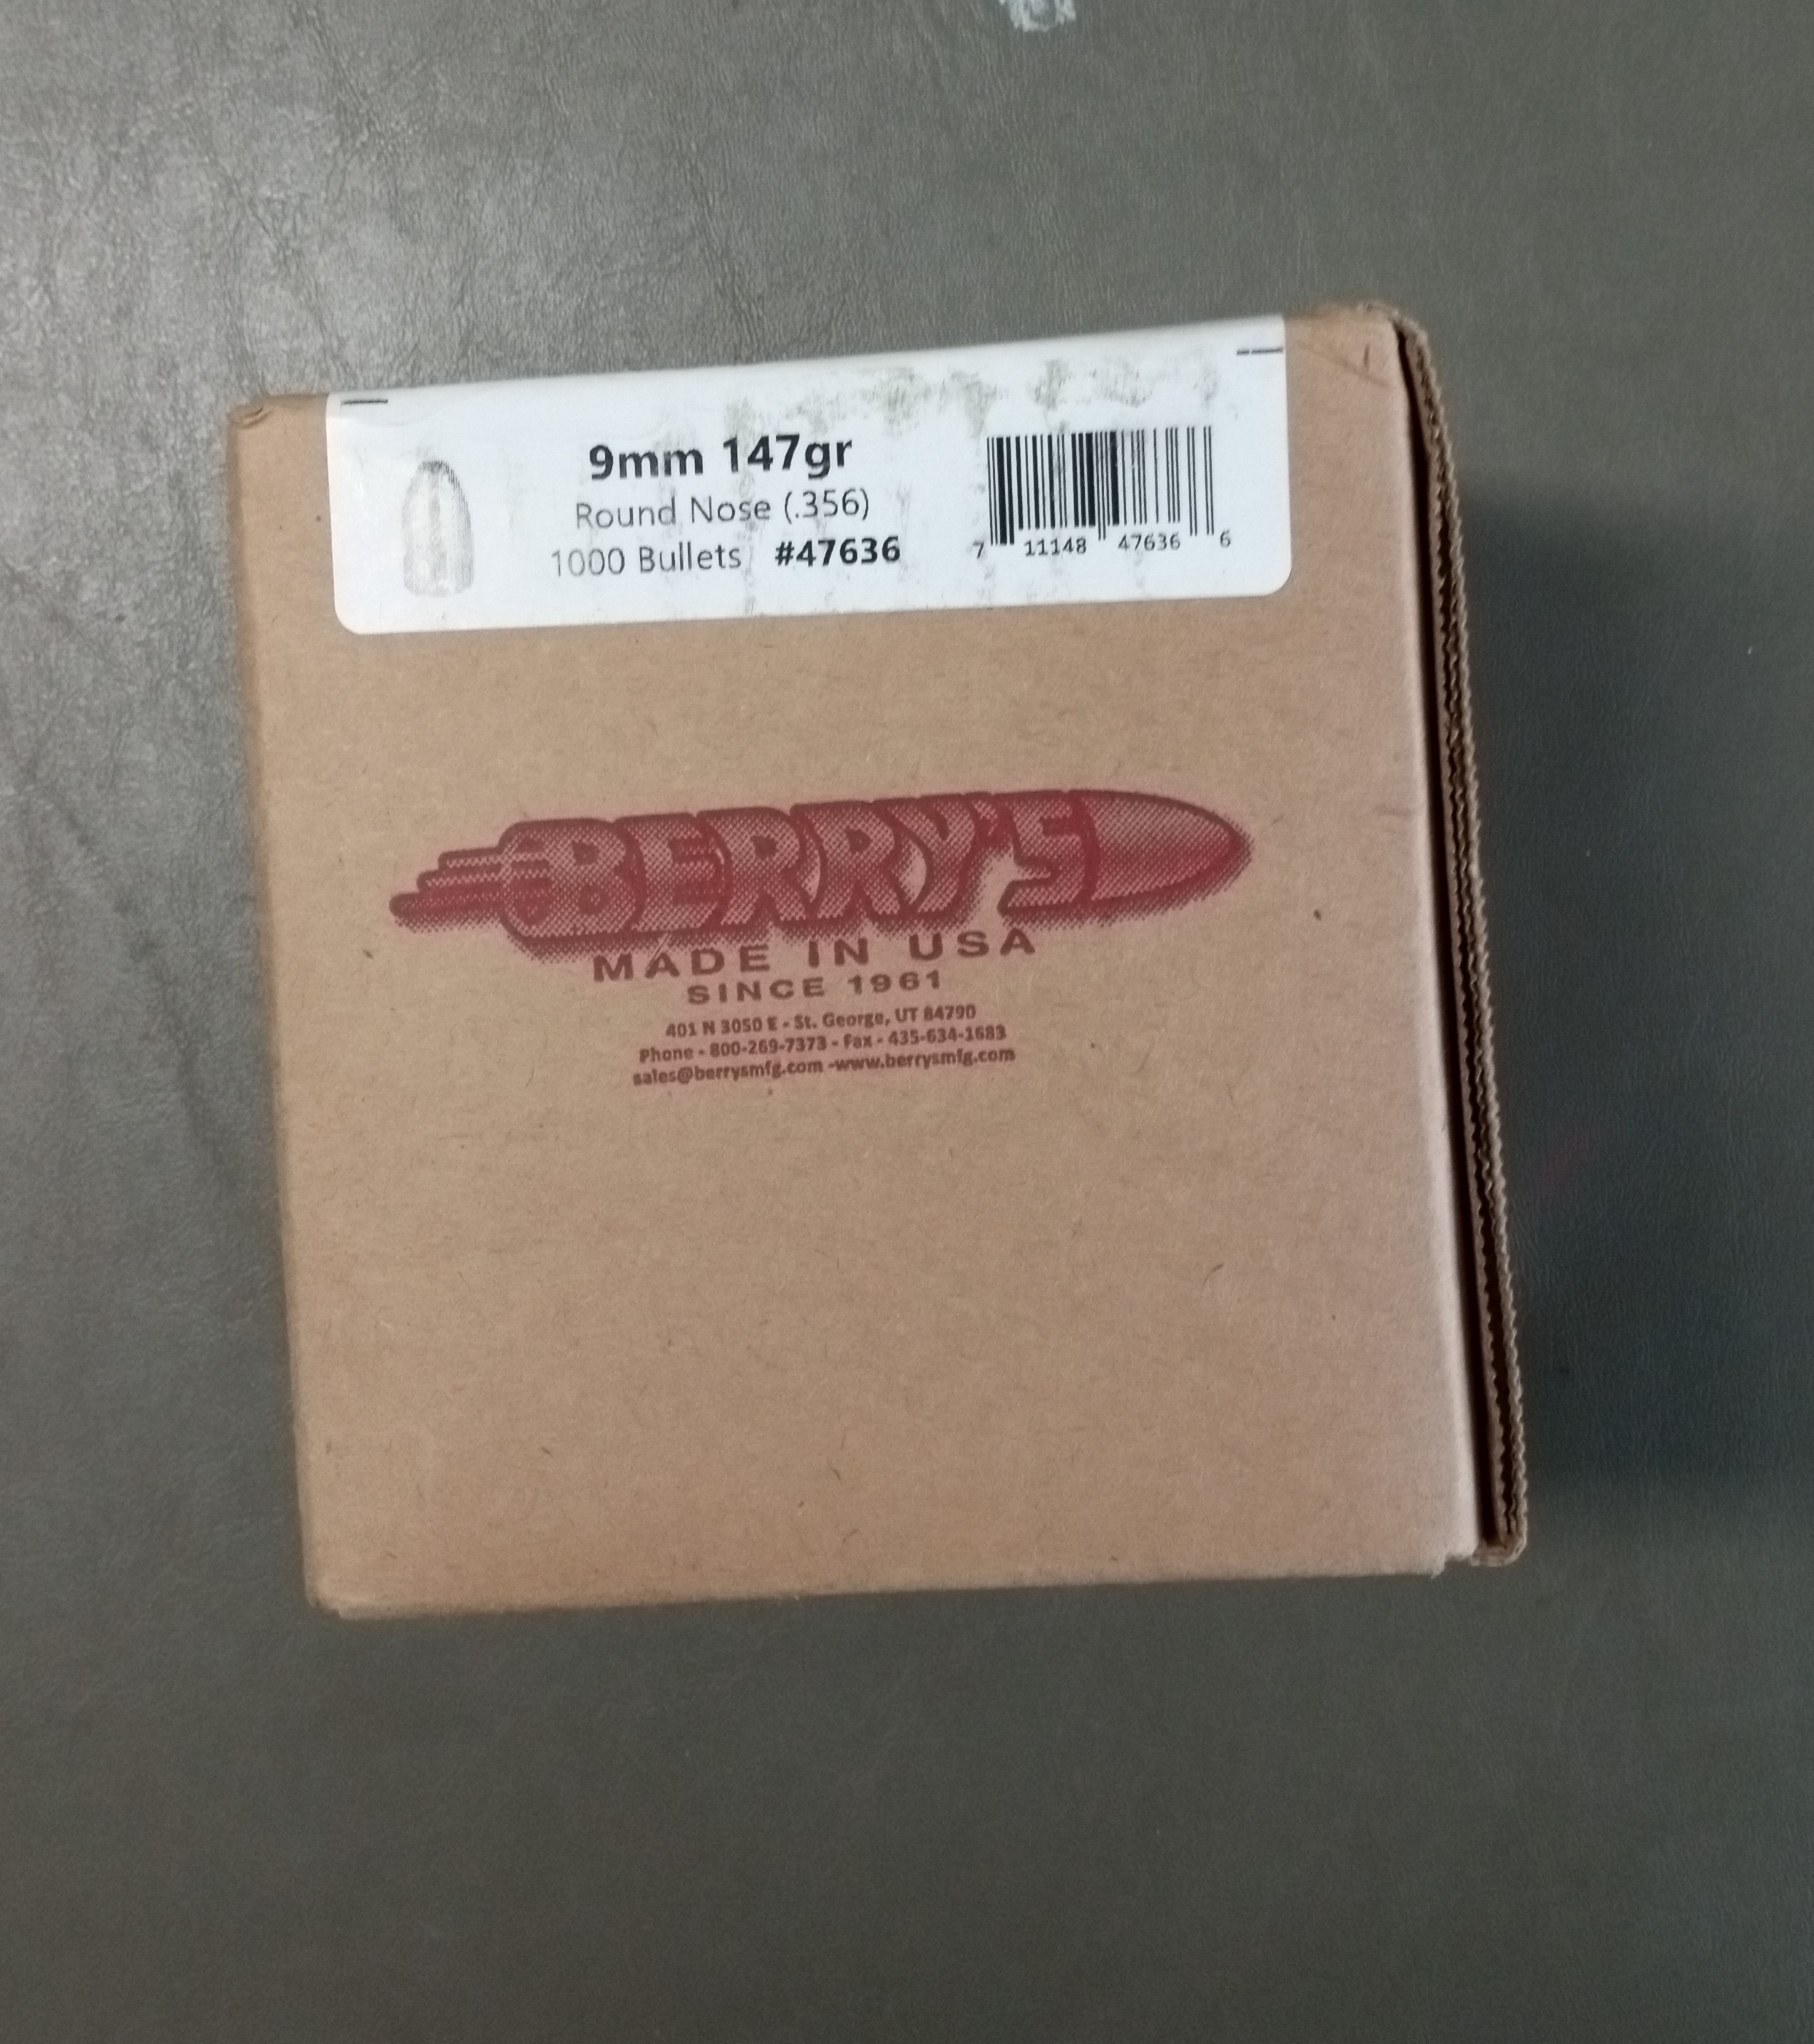 9mm 147gr
Round Nose (.356)
1000 Bullets #47636
7 11148 47636 6
BERRY'S
MADE IN USA
SINCE 1961
401 N 3050 E - St. George, UT 84790
Phone - 800-269-7373 - Fax - 435-634-1683
sales@berrysmfg.com -www.berrysmfg.com